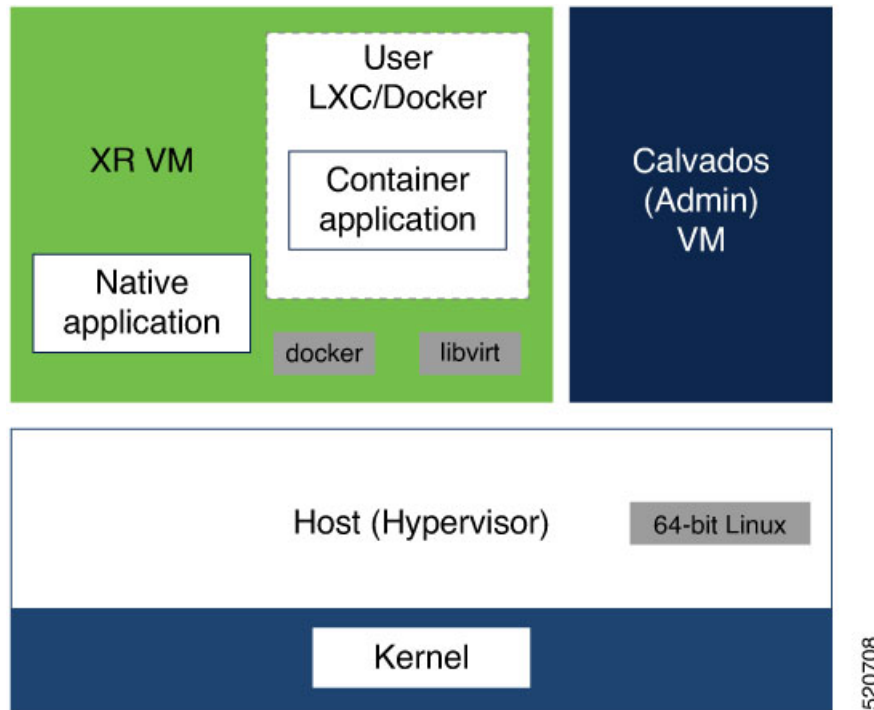 User
LXC/Docker
XR VM
Container
application
Native
application
docker
libvirt
Calvados
(Admin)
VM
Host (Hypervisor)
64-bit Linux
Kernel
520708